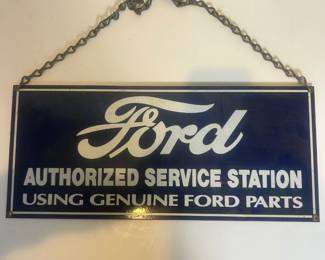 Ford
AUTHORIZED SERVICE STATION
USING GENUINE FORD PARTS